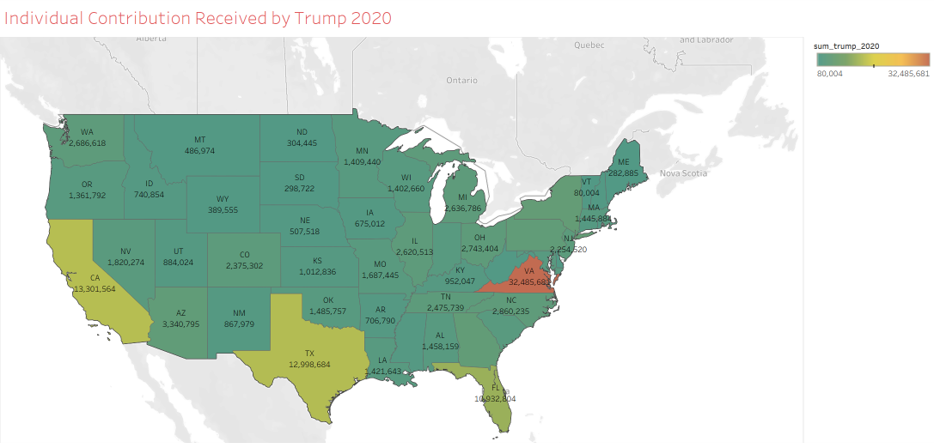 Individual Contribution Received by Trump 2020
Alberta
Quebec
and Labrador
Ontario
Nova Scotia
sum_trump_2020
80,004 32,485,681
WA
2,686,618
MT
486,974
ND
304,445
MN
1,409,440
ME
282,885
OR
1,361,792
ID
740,854
SD
298,722
WI
1,402,660
MI
2,636,786
VT
80,004
WY
389,555
MA
1,445,884
IA
675,012
NE
507,518
NJ
2,254,520
NV
1,820,274
UT
884,024
CO
2,375,302
IL
2,620,513
OH
2,743,404
KS
1,012,836
MO
1,687,445
KY
952,047
VA
32,485,681
CA
13,301,564
TN
2,475,739
NC
2,860,235
AZ
3,340,795
NM
867,979
OK
1,485,757
AR
706,790
AL
1,458,159
TX
12,998,684
LA
1,421,643
FL
10,932,804